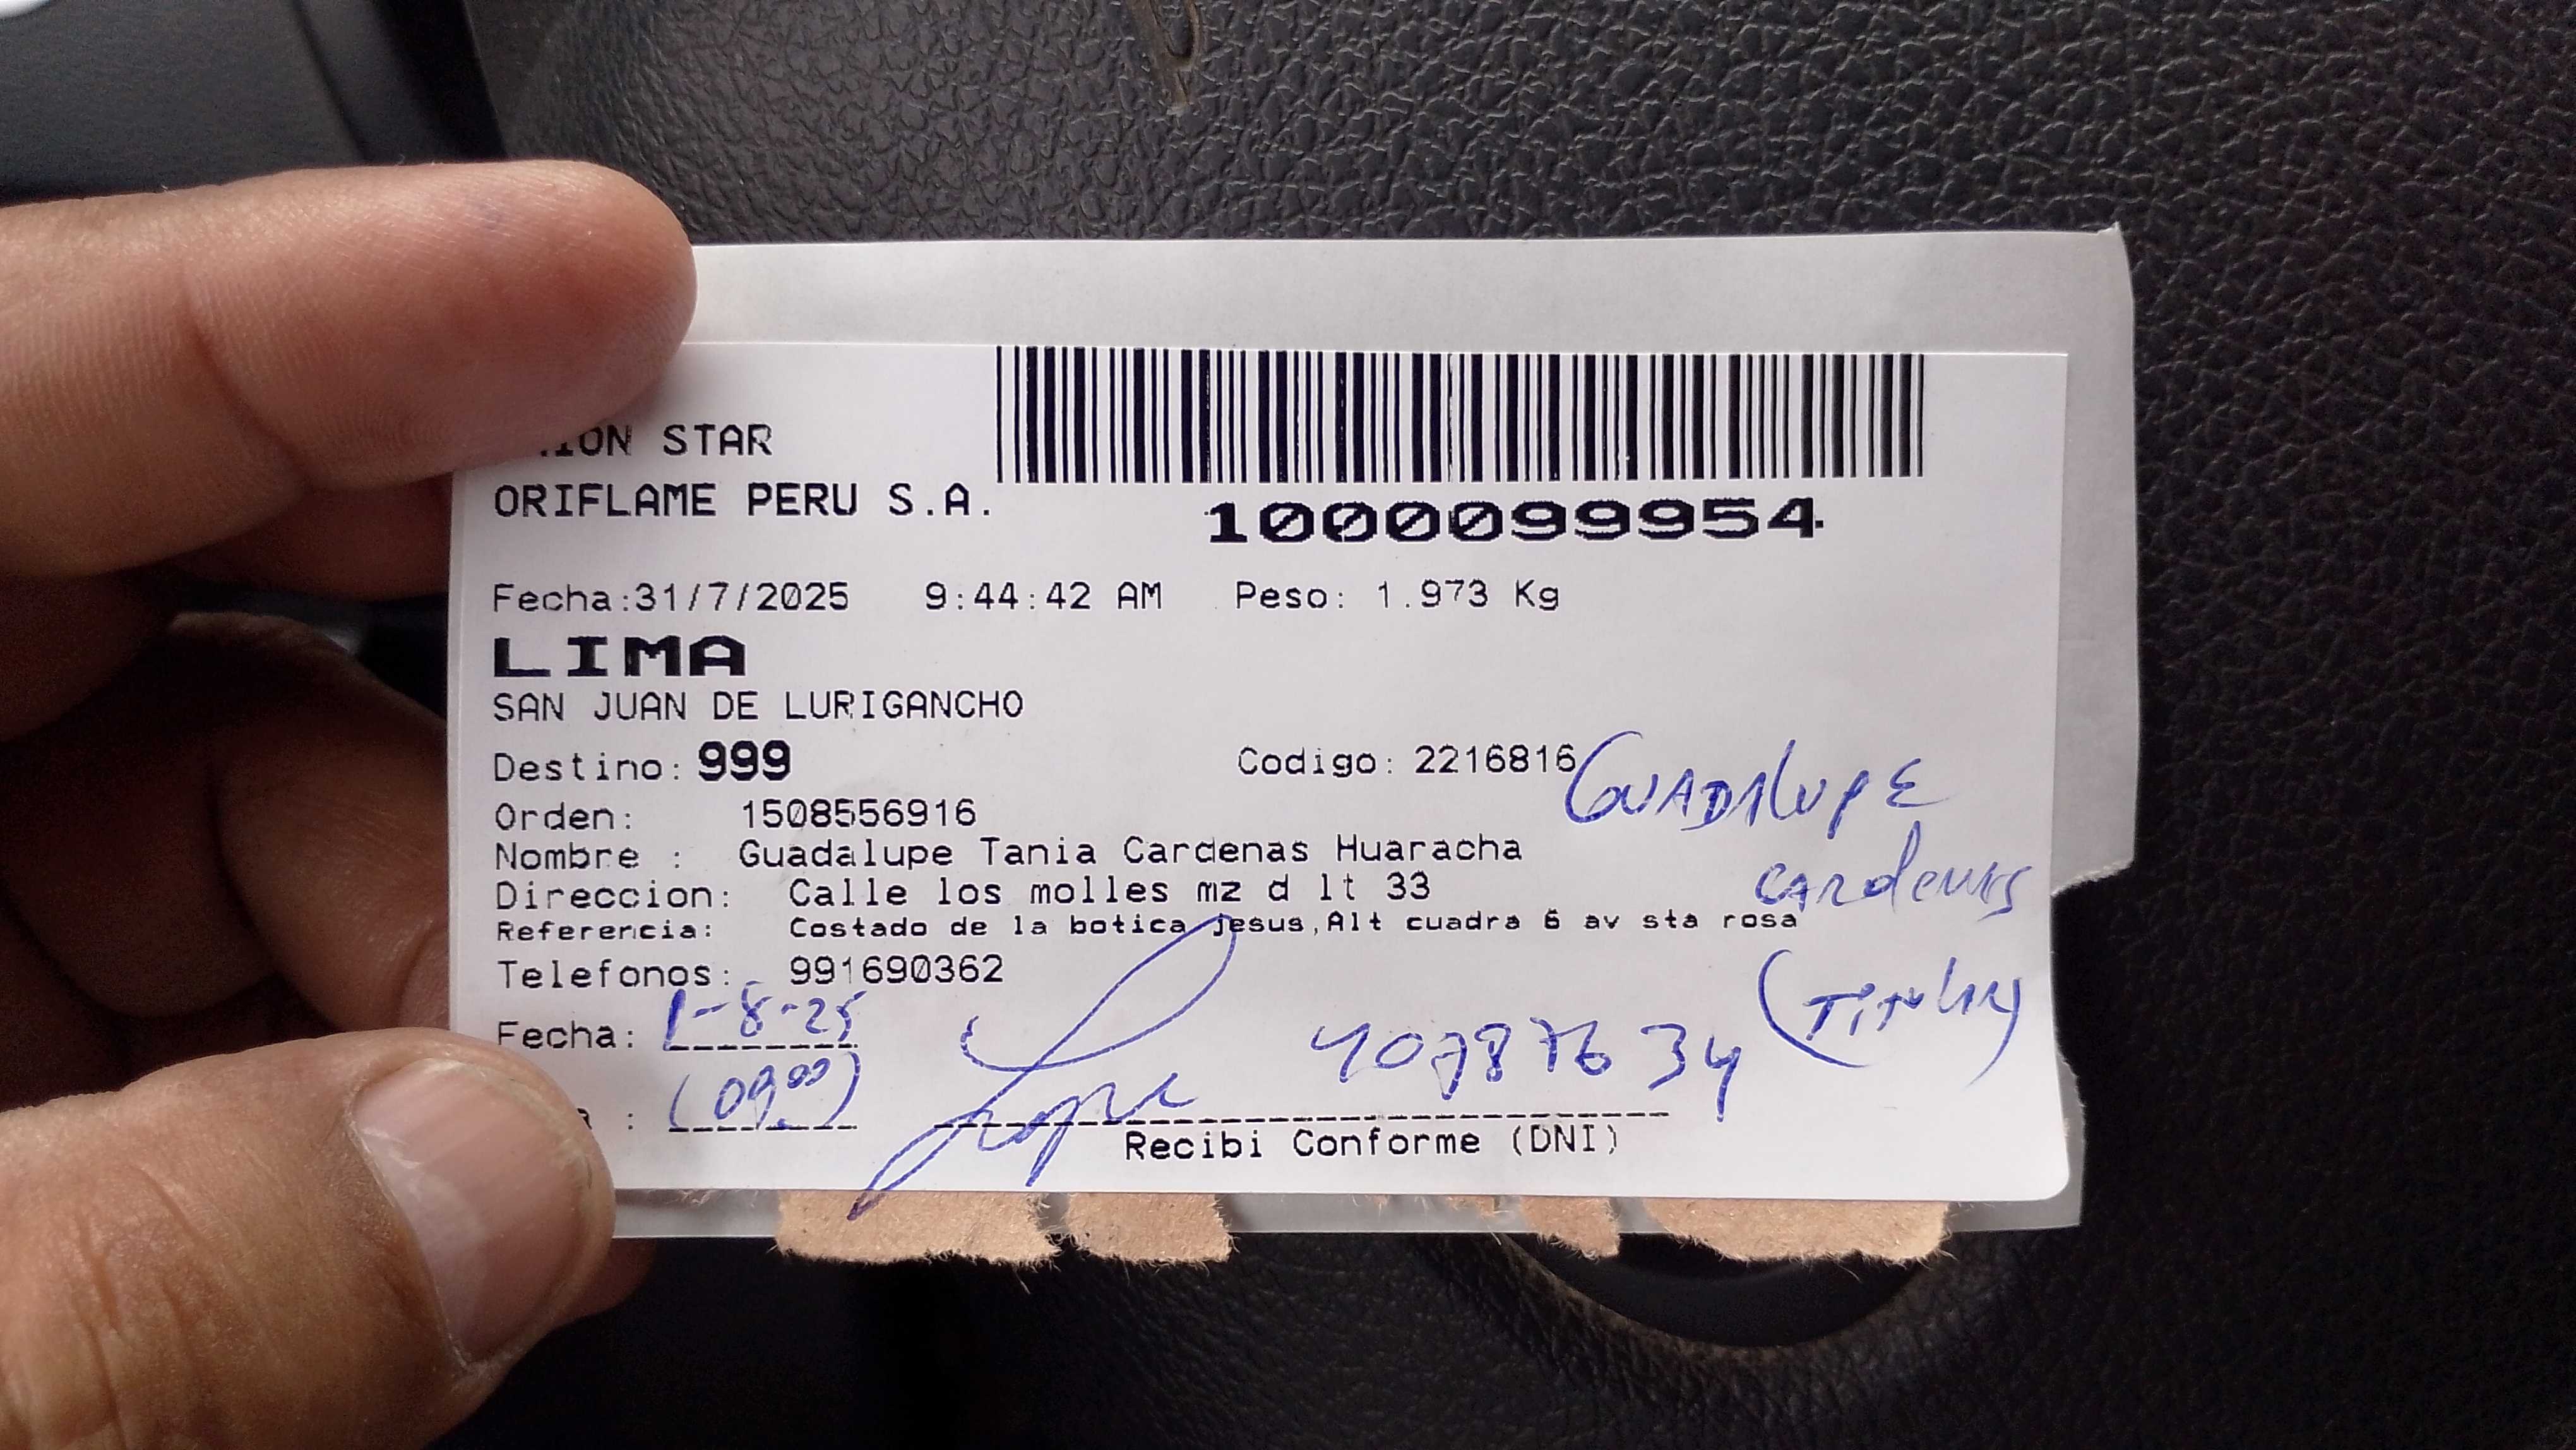 STAR
ORIFLAME PERU S.A.
1000099954
Fecha:31/7/2025 9:44:42 AM Peso: 1.973 Kg
LIMA
SAN JUAN DE LURIGANCHO
Destino: 999 Codigo: 2216816
GUADALUPE
Orden: 1508556916
Nombre : Guadalupe Tania Cardenas Huaracha
CARdenas
Direccion: Calle los molles mz d lt 33
Referencia: Costado de la botica jesus,Alt cuadra 6 av sta rosa
Telefonos: 991690362
(TiTular)
Fecha: 1-8-25
40787634
: (09:00)
Recibi Conforme (DNI)